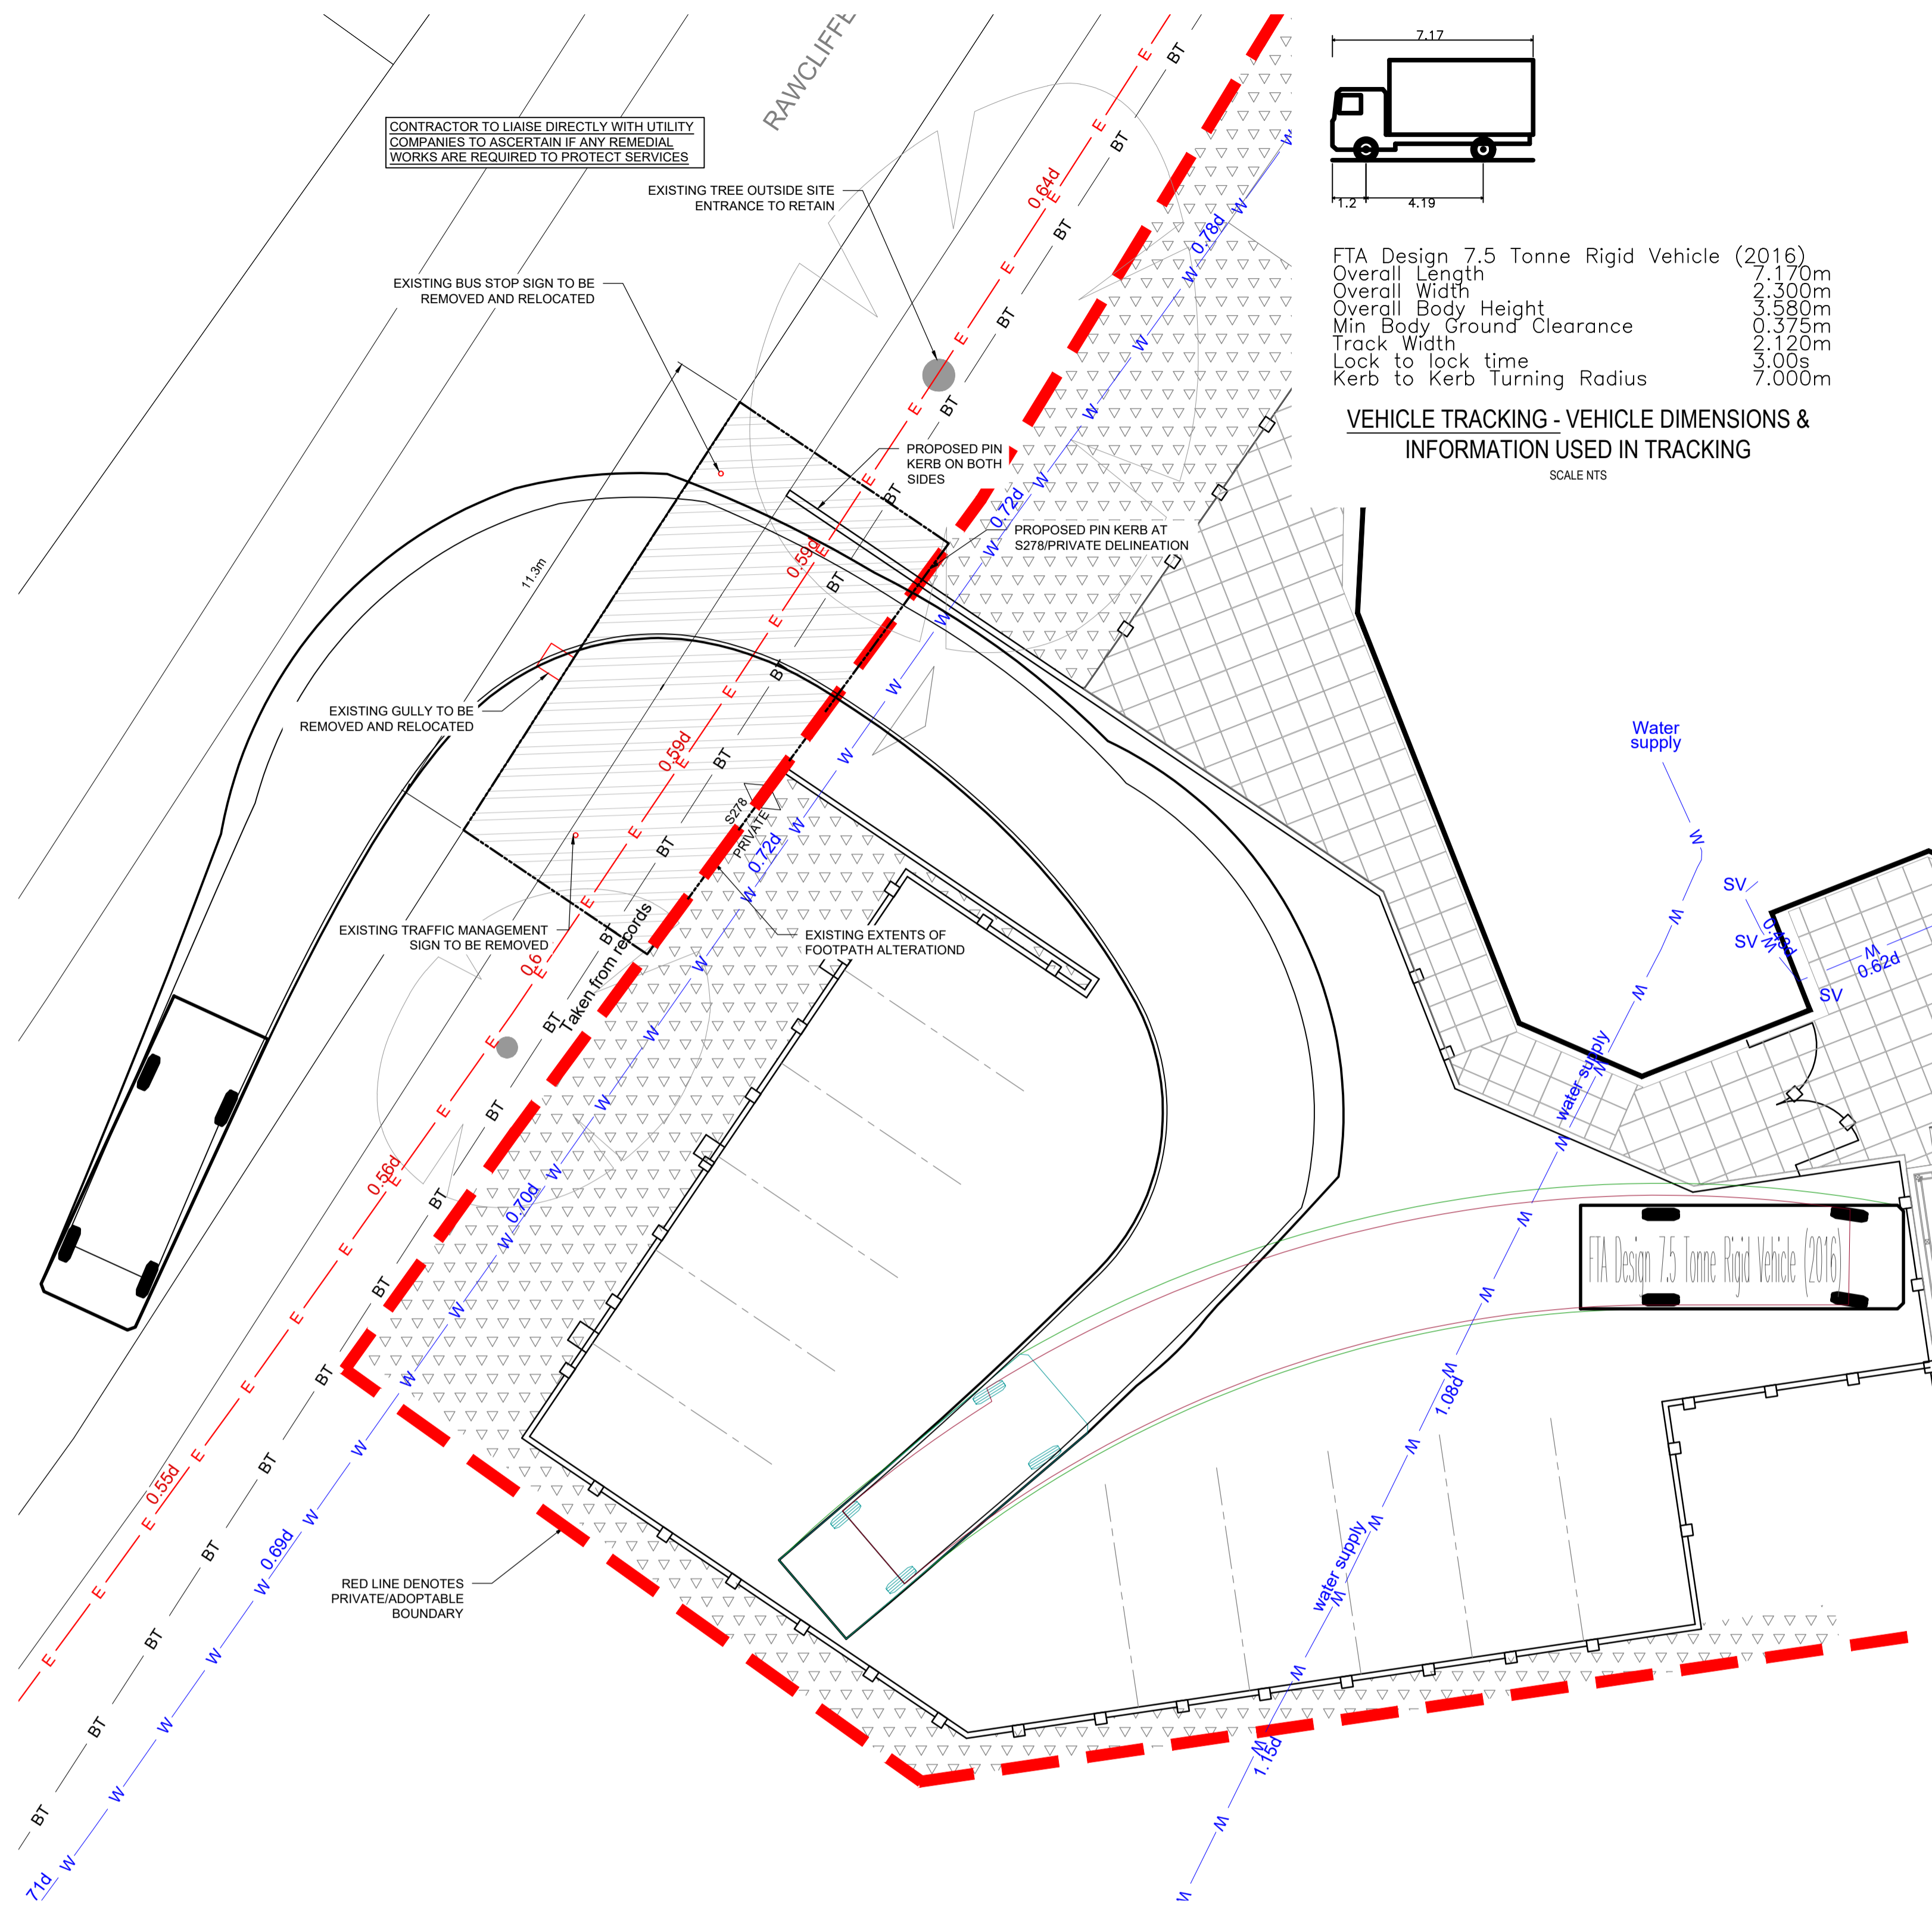 RAWCLIFFE
CONTRACTOR TO LIAISE DIRECTLY WITH UTILITY
COMPANIES TO ASCERTAIN IF ANY REMEDIAL
WORKS ARE REQUIRED TO PROTECT SERVICES
EXISTING TREE OUTSIDE SITE
ENTRANCE TO RETAIN
EXISTING BUS STOP SIGN TO BE
REMOVED AND RELOCATED
PROPOSED PIN
KERB ON BOTH
SIDES
PROPOSED PIN KERB AT
S278/PRIVATE DELINEATION
11.3m
EXISTING GULLY TO BE
REMOVED AND RELOCATED
S278
PRIVATE
EXISTING TRAFFIC MANAGEMENT
SIGN TO BE REMOVED
EXISTING EXTENTS OF
FOOTPATH ALTERATIOND
Taken from records
RED LINE DENOTES
PRIVATE/ADOPTABLE
BOUNDARY
7.17
1.2
4.19
FTA Design 7.5 Tonne Rigid Vehicle (2016)
Overall Length 7.170m
Overall Width 2.300m
Overall Body Height 3.580m
Min Body Ground Clearance 0.375m
Track Width 2.120m
Lock to lock time 3.00s
Kerb to Kerb Turning Radius 7.000m
VEHICLE TRACKING - VEHICLE DIMENSIONS &
INFORMATION USED IN TRACKING
SCALE NTS
Water
supply
SV
SV
SV
0.62d
water supply
FTA Design 7.5 Tonne Rigid Vehicle (2016)
1.08d
water supply
1.15d
0.64d
0.59d
0.59d
0.6
0.56d
0.55d
0.78d
0.72d
0.72d
0.70d
0.69d
71d
E
BT
W